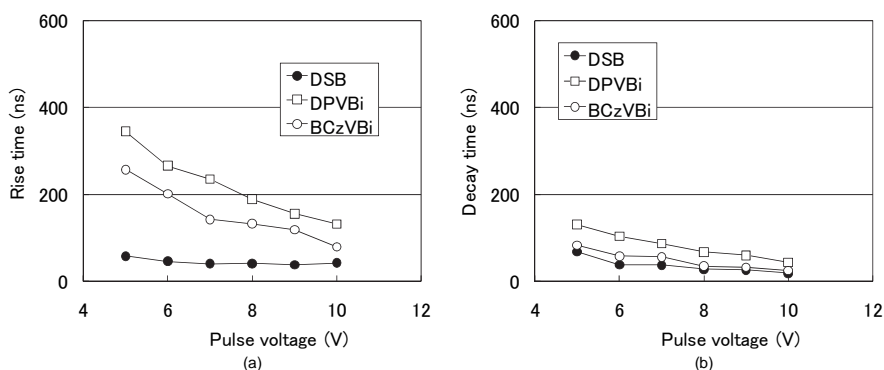 600
400
200
0
Rise time (ns)
DSB
DPVBi
BCzVBi
4 6 8 10 12
Pulse voltage (V)
(a)
600
400
200
0
Decay time (ns)
DSB
DPVBi
BCzVBi
4 6 8 10 12
Pulse voltage (V)
(b)